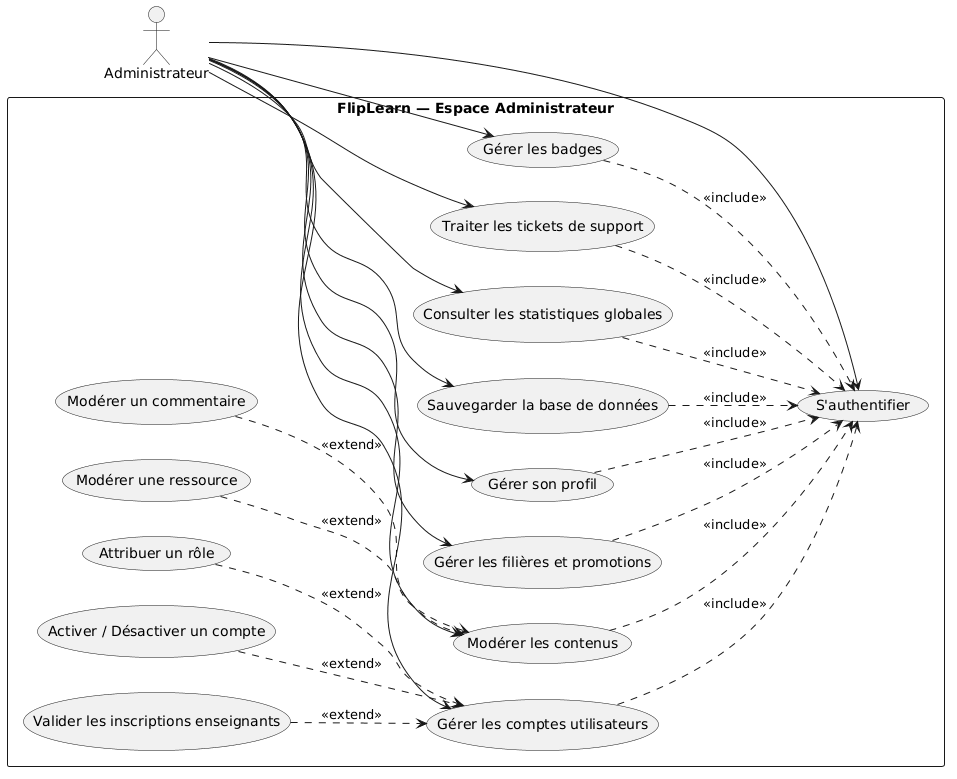 Administrateur
FlipLearn — Espace Administrateur
Gérer les badges
«include»
Traiter les tickets de support
«include»
Consulter les statistiques globales
«include»
Sauvegarder la base de données
«include»
S'authentifier
Modérer un commentaire
«include»
«extend»
«include»
Modérer une ressource
Gérer son profil
«extend»
«include»
Attribuer un rôle
Gérer les filières et promotions
«extend»
«include»
Activer / Désactiver un compte
Modérer les contenus
«extend»
«extend»
Valider les inscriptions enseignants
Gérer les comptes utilisateurs